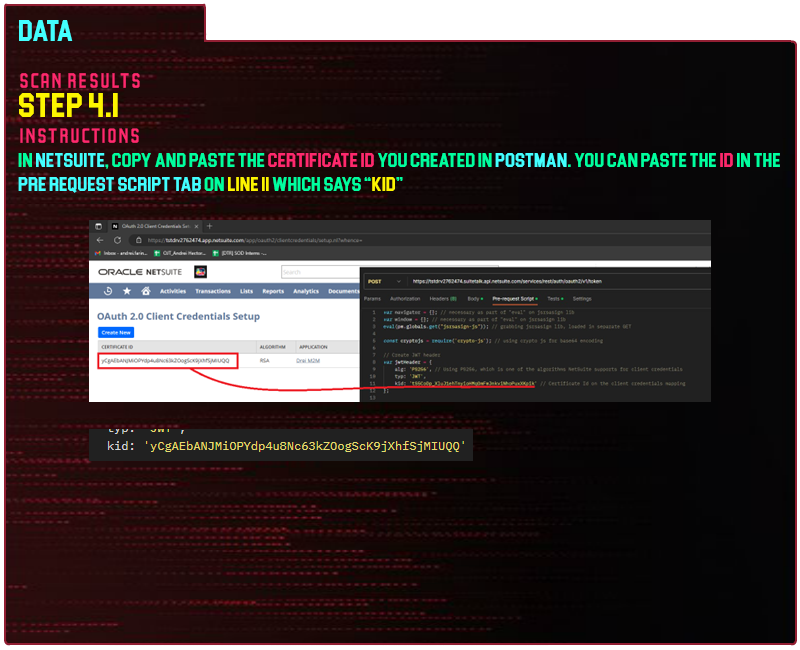 DATA
SCAN RESULTS
STEP 4.1
INSTRUCTIONS
IN NETSUITE, COPY AND PASTE THE CERTIFICATE ID YOU CREATED IN POSTMAN. YOU CAN PASTE THE ID IN THE
PRE REQUEST SCRIPT TAB ON LINE 11 WHICH SAYS “KID”
OAuth 2.0 Client Credentials Set
https://tstdrv2762474.app.netsuite.com/app/oauth2/clientcredentials/setup.nl?whence=
Inbox - andrei.farin...
[DTR] SOD Interns -...
ORACLE NETSUITE
Search
Activities Transactions Lists Reports Analytics Documents
OAuth 2.0 Client Credentials Setup
Create New
CERTIFICATE ID ALGORITHM APPLICATION
yCgAEbANJMiOPYdp4u8Nc63kZOogScK9jXhfSjMIUQQ RSA
POST https://tstdrv2762474.suitetalk.api.netsuite.com/services/rest/auth/oauth2/v1/token
Params Authorization Headers (8) Body Pre-request Script Tests Settings
1 var navigator = {}; // necessary as part of "eval" on jsrsasign lib
2 var window = {}; // necessary as part of "eval" on jsrsasign lib
3 eval(pm.globals.get("jsrsasign-js")); // grabbing jsrsasign lib, loaded in separate GET
4
5 const cryptojs = require('crypto-js'); // using crypto js for base64 encoding
6
7 // Create JWT header
8 var jwtHeader = {
9 alg: 'PS256', // Using PS256, which is one of the algorithms NetSuite supports for client credentials
10 typ: 'JWT',
11 kid: // Certificate Id on the client credentials mapping
12 };
typ: 'JWT',
kid: 'yCgAEbANJMiOPYdp4u8Nc63kZOogScK9jXhfSjMIUQQ'